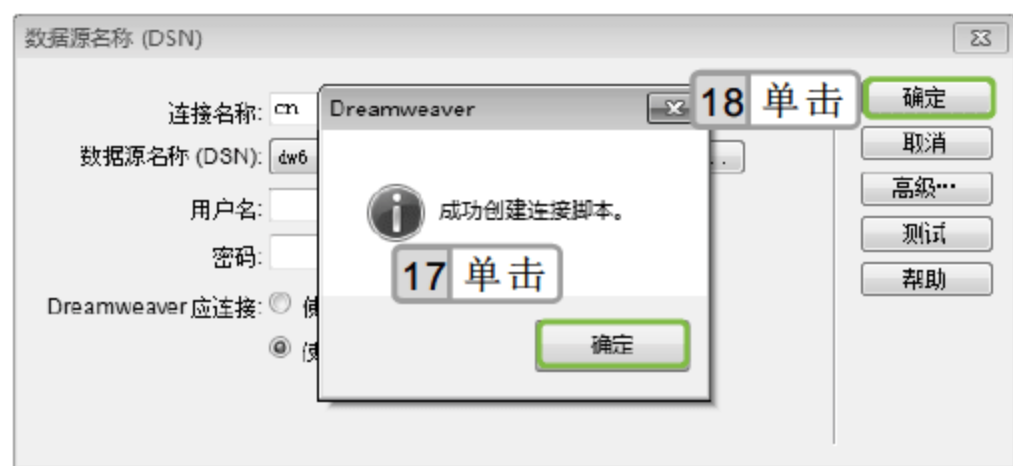 数据源名称 (DSN)
连接名称: cn
数据源名称 (DSN): dw6
用户名:
密码:
Dreamweaver 应连接:
Dreamweaver
成功创建连接脚本。
17 单击
确定
18 单击
确定
取消
高级…
测试
帮助